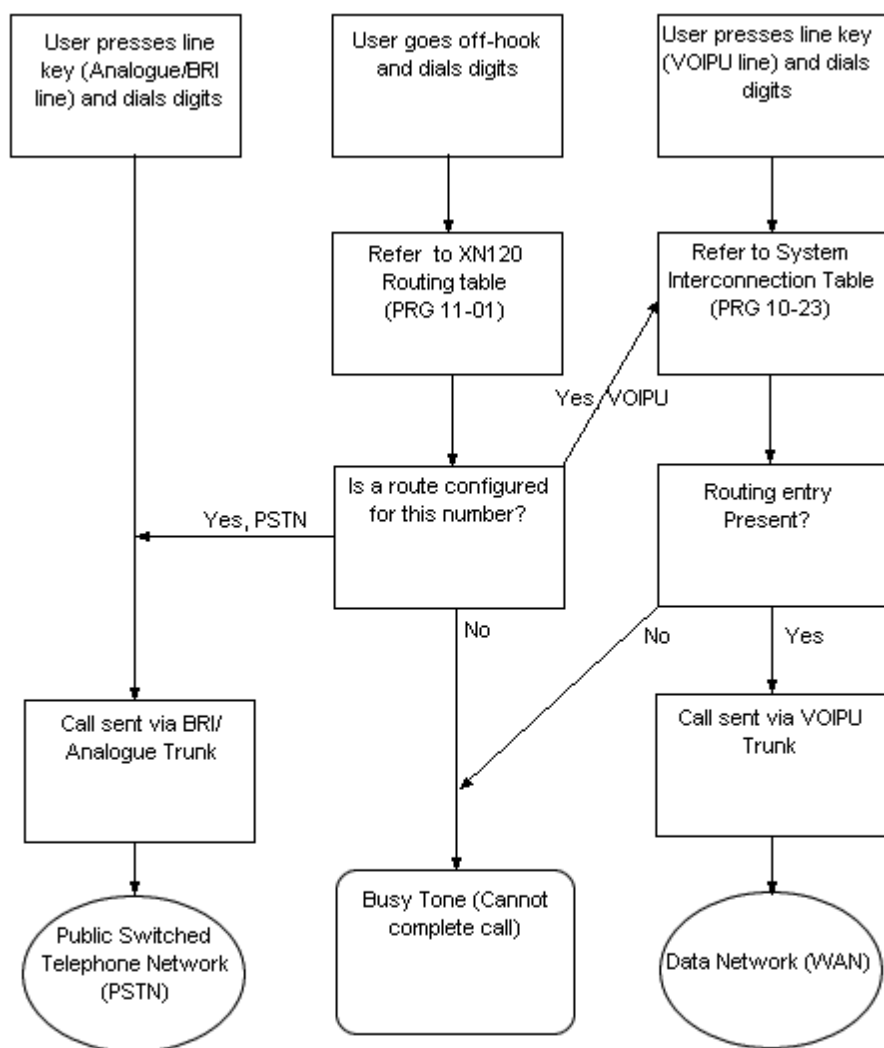 User presses line
key (Analogue/BRI
line) and dials digits
User goes off-hook
and dials digits
User presses line key
(VOIPU line) and dials
digits
Refer to XN120
Routing table
(PRG 11-01)
Refer to System
Interconnection Table
(PRG 10-23)
Yes, VOIPU
Is a route configured
for this number?
Routing entry
Present?
Yes, PSTN
No
No
Yes
Call sent via BRI/
Analogue Trunk
Call sent via VOIPU
Trunk
Busy Tone (Cannot
complete call)
Public Switched
Telephone Network
(PSTN)
Data Network (WAN)